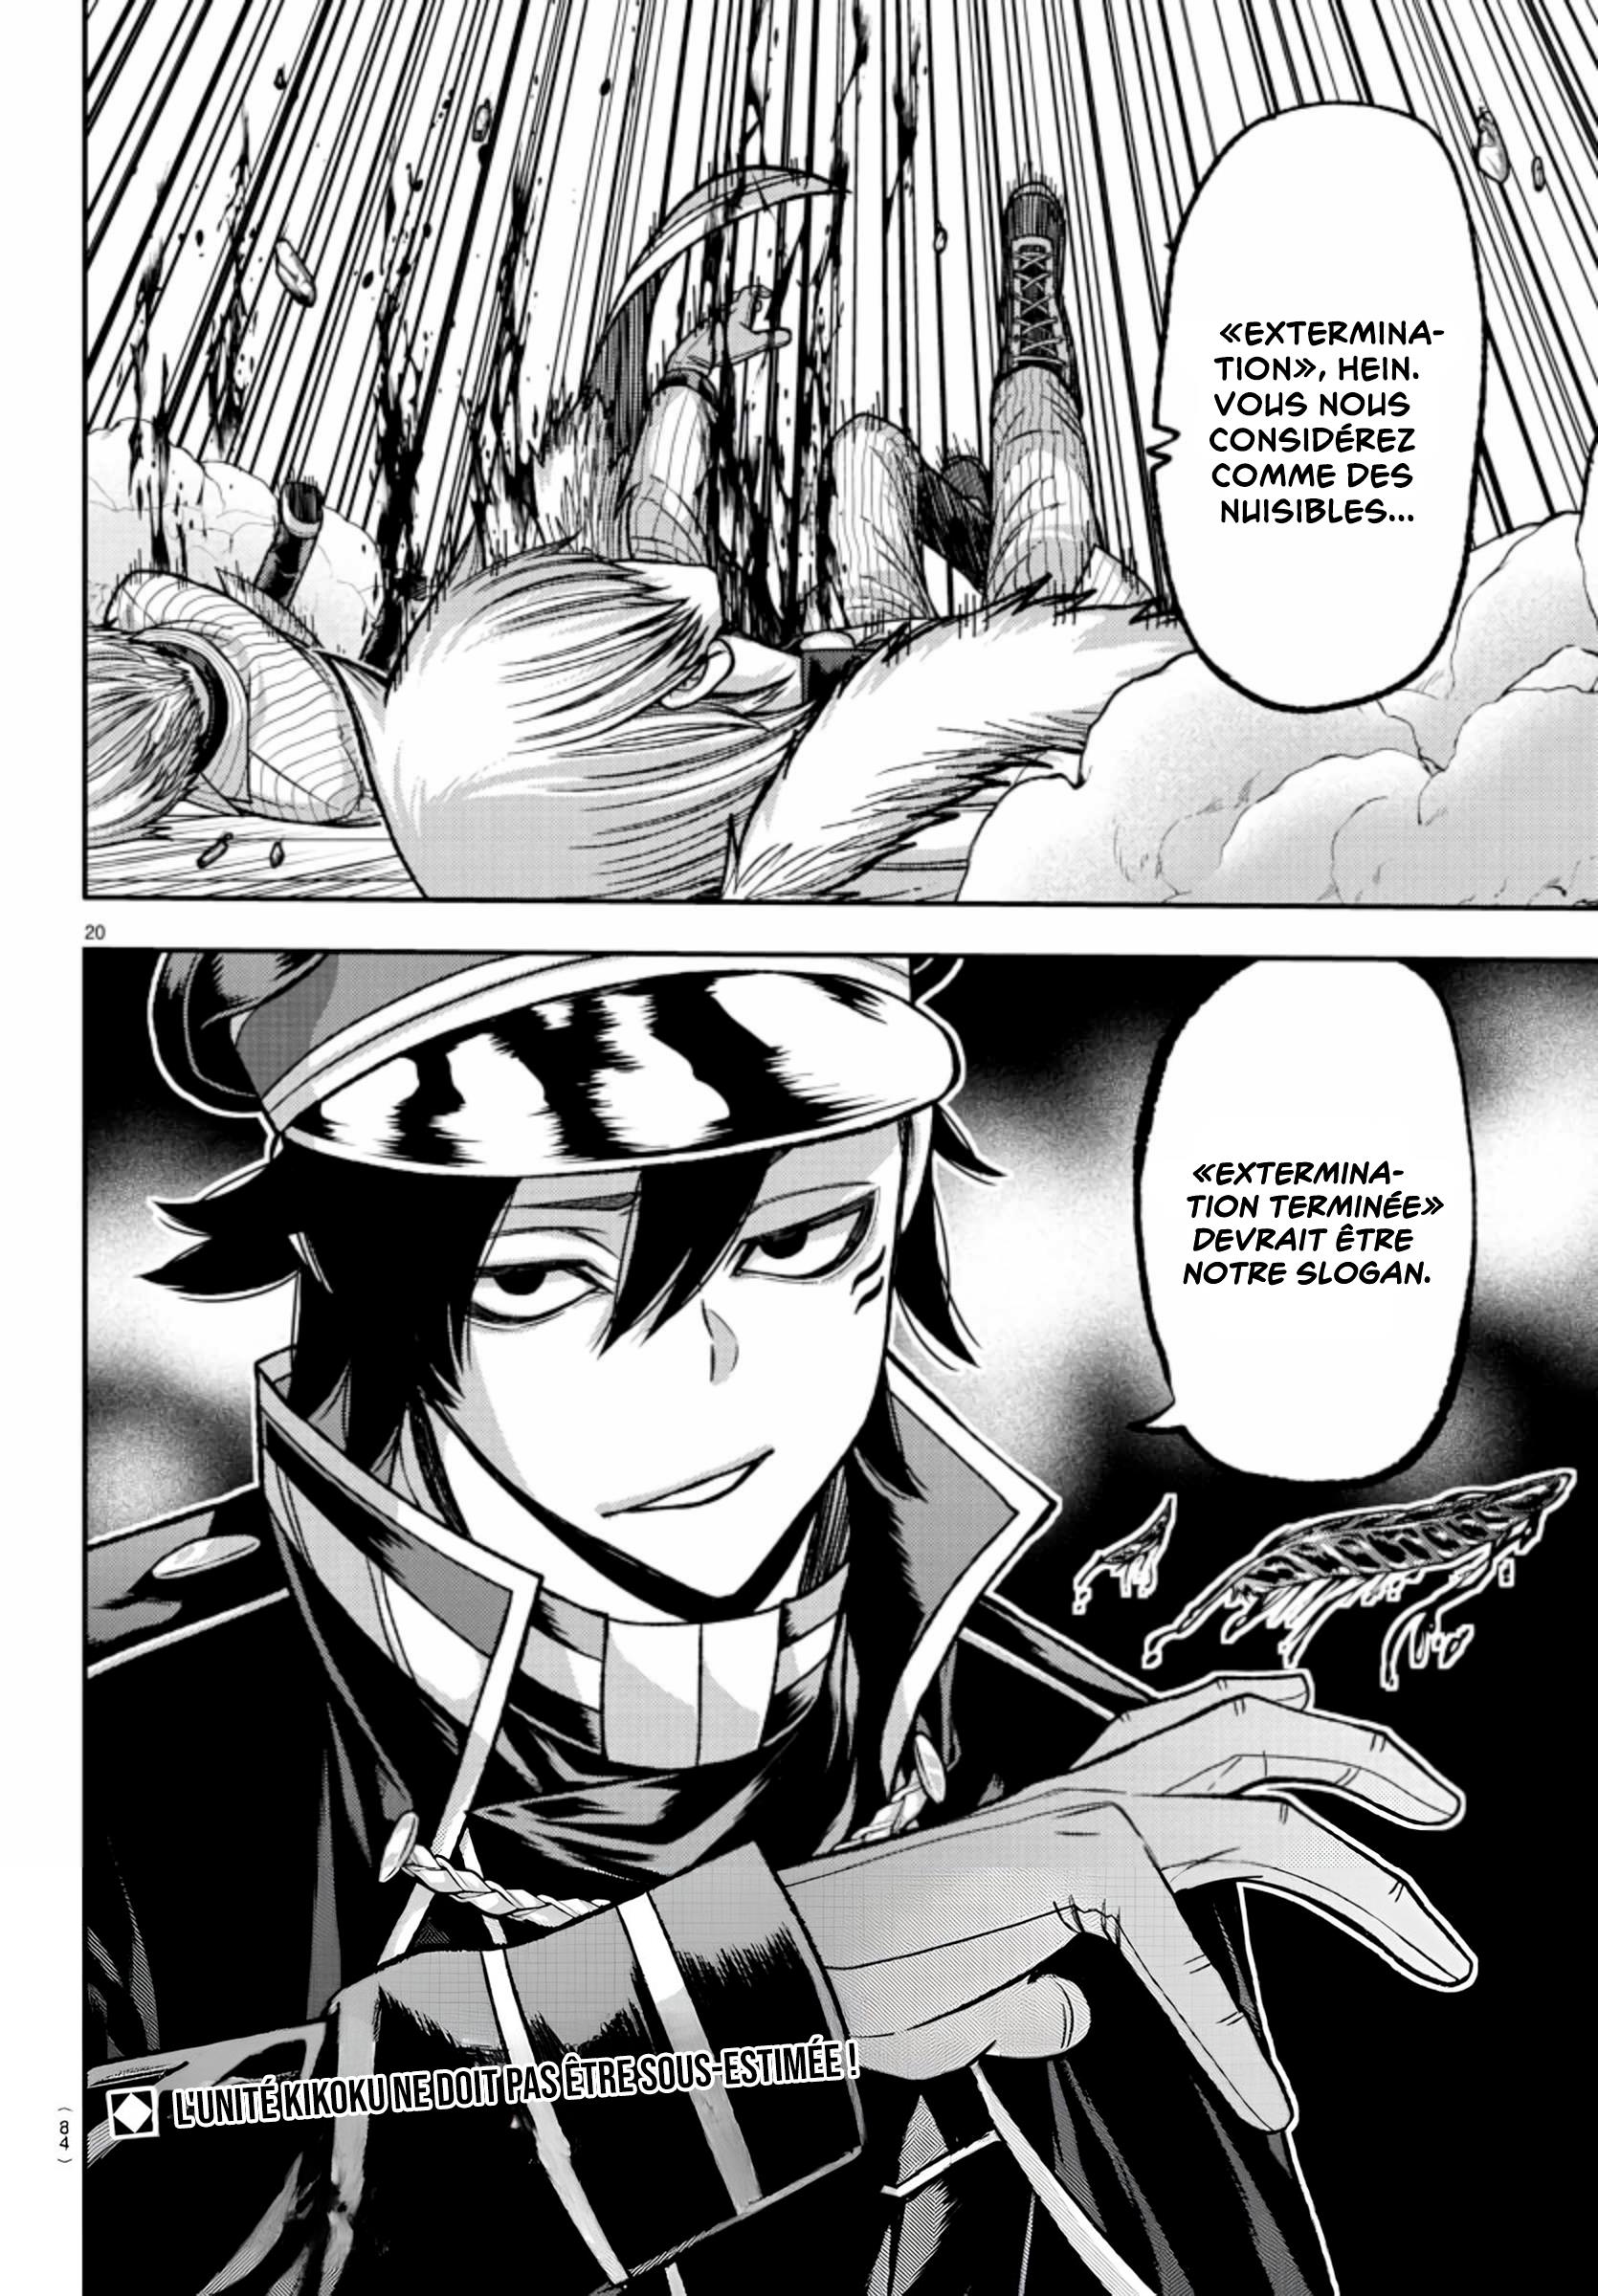 «EXTERMINA-
TION», HEIN.
VOUS NOUS
CONSIDÉREZ
COMME DES
NUISIBLES...
20
«EXTERMINA-
TION TERMINÉE»
DEVRAIT ÊTRE
NOTRE SLOGAN.
L'UNITÉ KIKOKU NE DOIT PAS ÊTRE SOUS-ESTIMÉE !
(84)